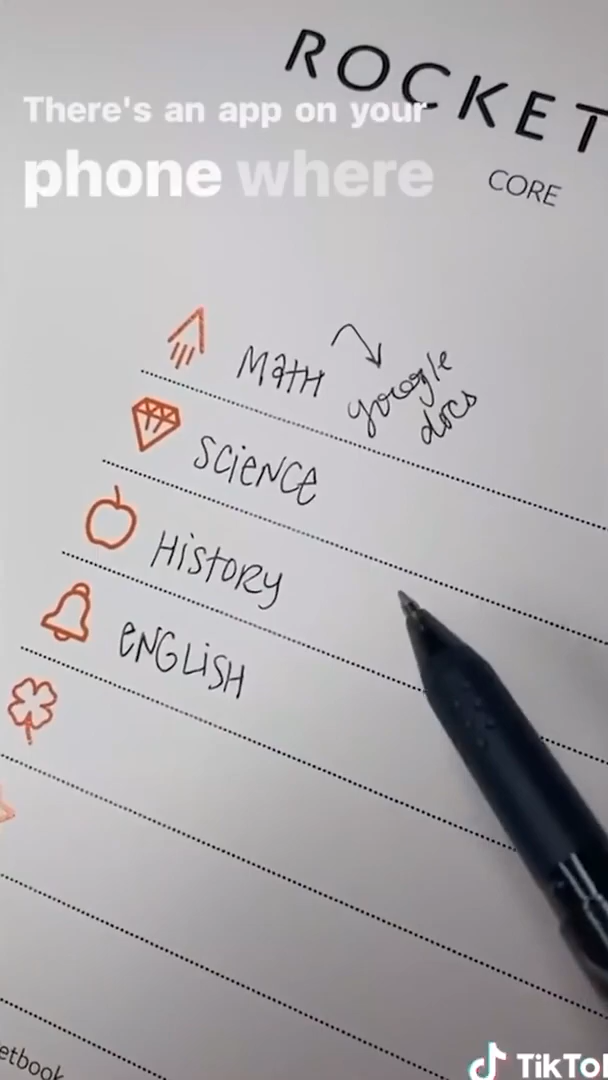 ROCKET
CORE
There's an app on your
phone where
Math
google
docs
Science
History
English
etbook
TikTok